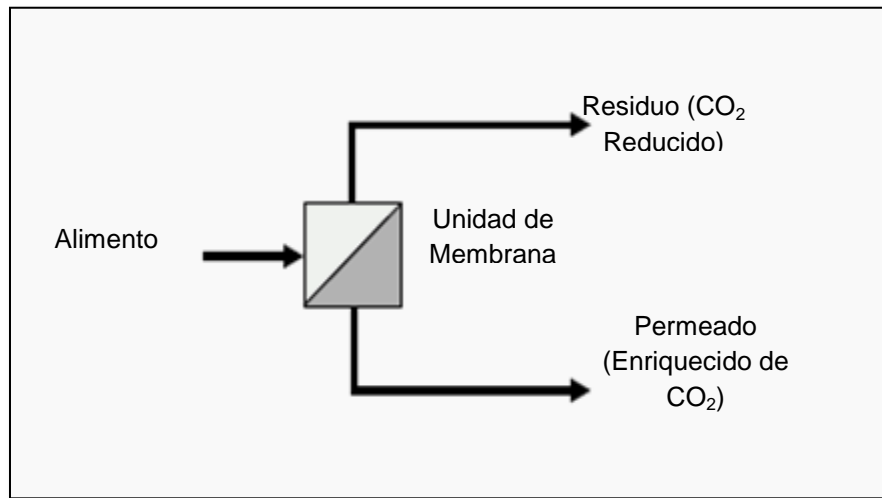 Residuo (CO₂
Reducido)
Alimento
Unidad de
Membrana
Permeado
(Enriquecido de
CO₂)